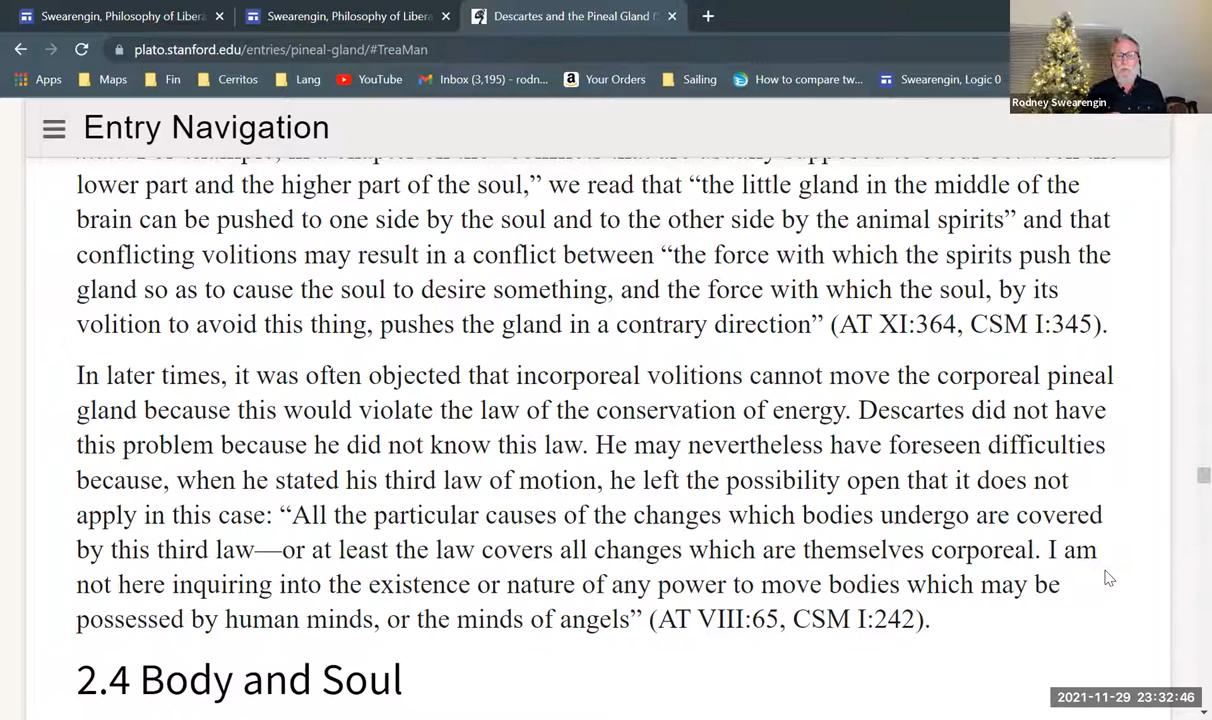 Swearengin, Philosophy of Libera
Swearengin, Philosophy of Libera
Descartes and the Pineal Gland
plato.stanford.edu/entries/pineal-gland/#TreaMan
Apps Maps Fin Cerritos Lang YouTube Inbox (3,195) - rodn... Your Orders Sailing How to compare tw... Swearengin, Logic 0
Rodney Swearengin
Entry Navigation
lower part and the higher part of the soul,” we read that “the little gland in the middle of the
brain can be pushed to one side by the soul and to the other side by the animal spirits” and that
conflicting volitions may result in a conflict between “the force with which the spirits push the
gland so as to cause the soul to desire something, and the force with which the soul, by its
volition to avoid this thing, pushes the gland in a contrary direction” (AT XI:364, CSM I:345).
In later times, it was often objected that incorporeal volitions cannot move the corporeal pineal
gland because this would violate the law of the conservation of energy. Descartes did not have
this problem because he did not know this law. He may nevertheless have foreseen difficulties
because, when he stated his third law of motion, he left the possibility open that it does not
apply in this case: “All the particular causes of the changes which bodies undergo are covered
by this third law—or at least the law covers all changes which are themselves corporeal. I am
not here inquiring into the existence or nature of any power to move bodies which may be
possessed by human minds, or the minds of angels” (AT VIII:65, CSM I:242).
2.4 Body and Soul
2021-11-29 23:32:46